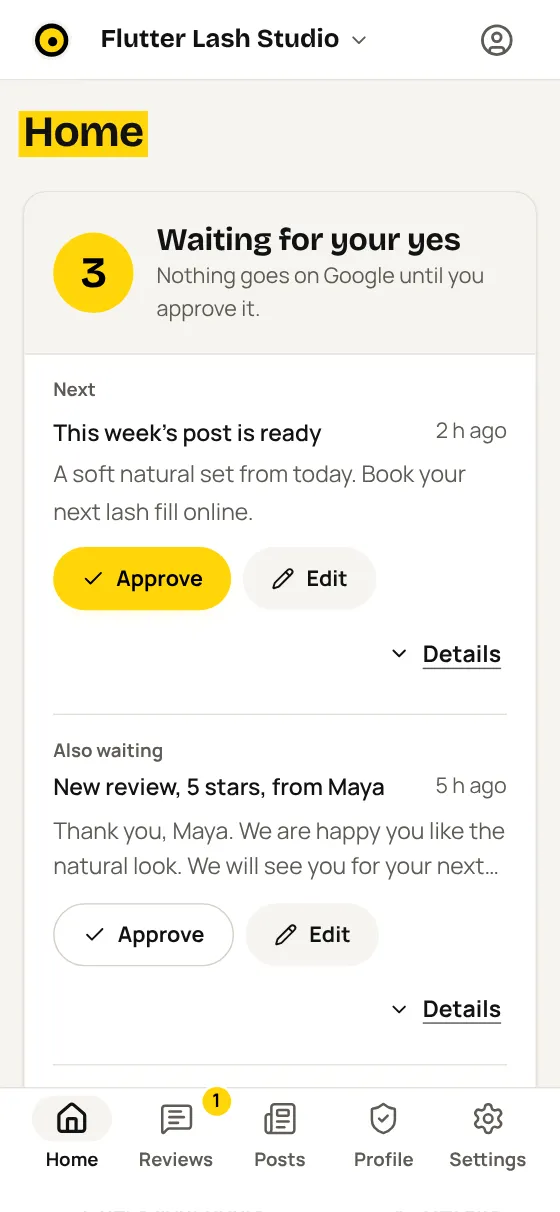 Flutter Lash Studio
Home
3
Waiting for your yes
Nothing goes on Google until you
approve it.
Next
This week's post is ready
2 h ago
A soft natural set from today. Book your
next lash fill online.
Approve
Edit
Details
Also waiting
New review, 5 stars, from Maya
5 h ago
Thank you, Maya. We are happy you like the
natural look. We will see you for your next...
Approve
Edit
Details
1
Home
Reviews
Posts
Profile
Settings